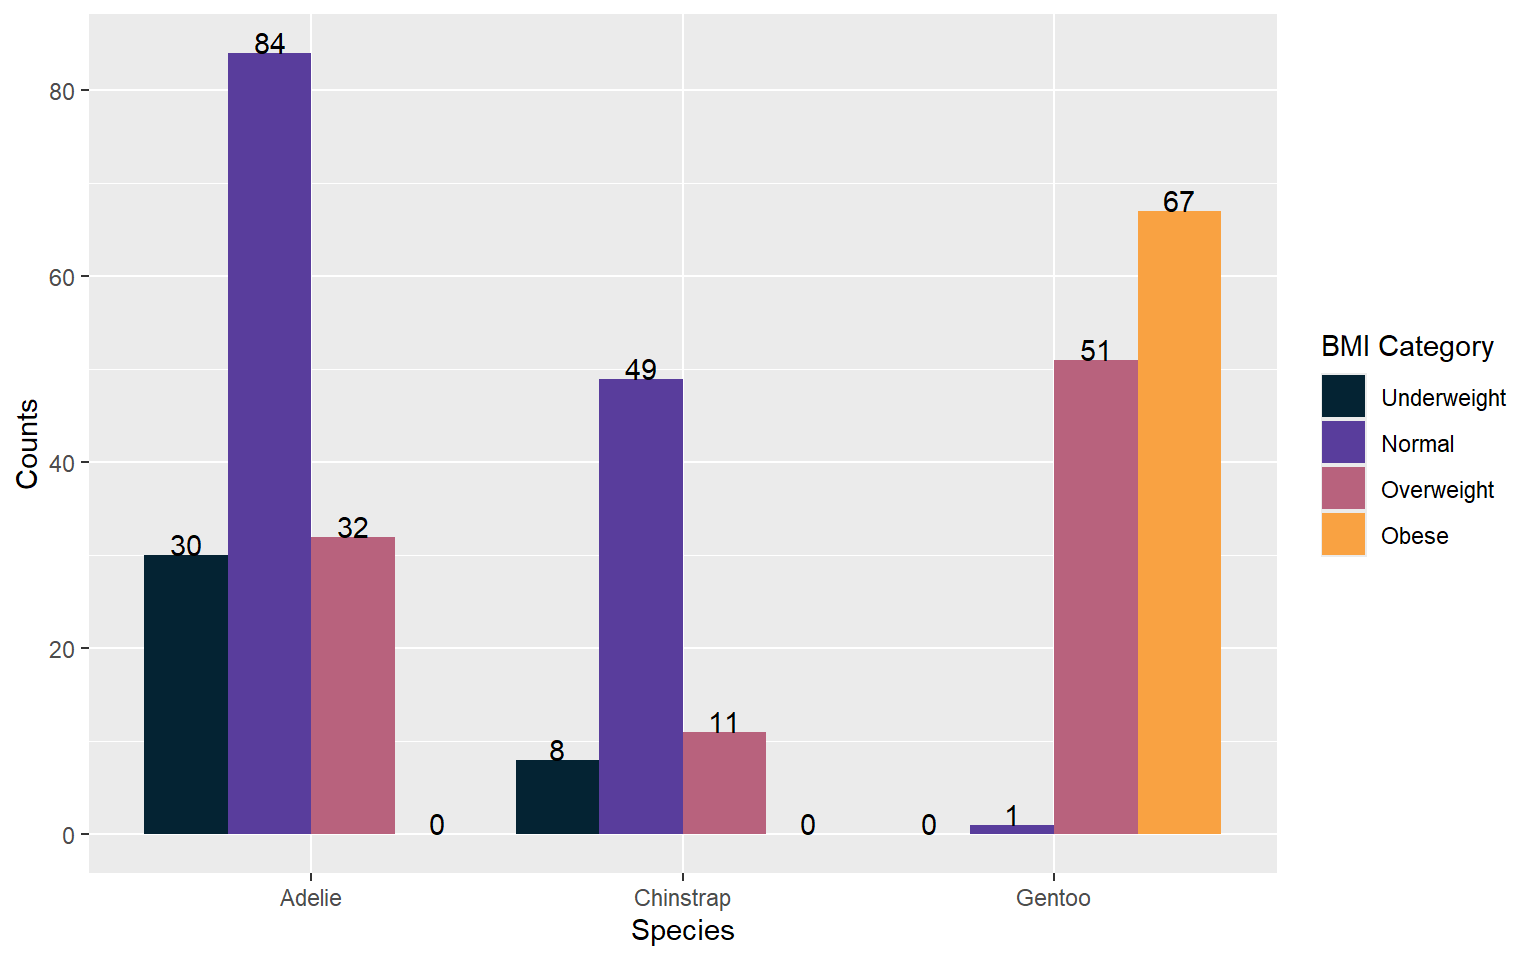 84
80
67
60
51
49
40
30
32
20
8
11
0
0
0
0
1
Adelie
Chinstrap
Gentoo
Species
Counts
BMI Category
Underweight
Normal
Overweight
Obese